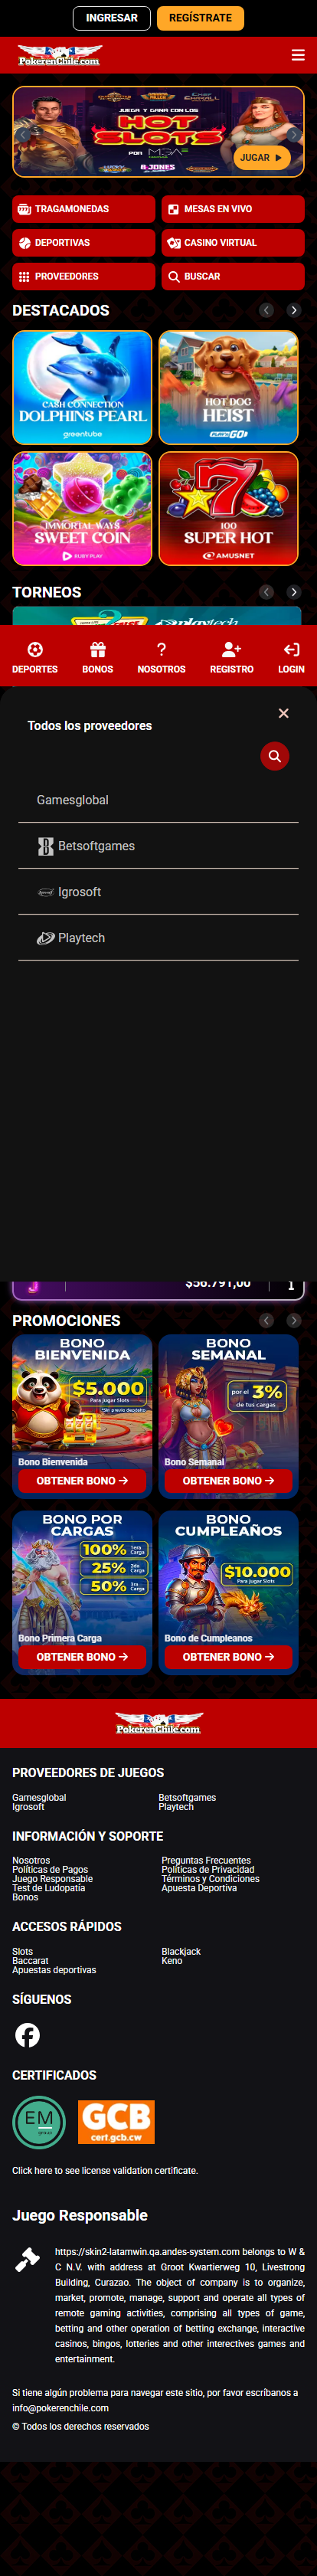 INGRESAR
REGÍSTRATE
PokerenChile.com
JUEGA Y GANA CON LOS
HOT
SLOTS
POR
JUGAR
TRAGAMONEDAS
MESAS EN VIVO
DEPORTIVAS
CASINO VIRTUAL
PROVEEDORES
BUSCAR
DESTACADOS
CASH CONNECTION
DOLPHINS PEARL
greentube
HOT DOG
HEIST
PLAY'n GO
IMMORTAL WAYS
SWEET COIN
RUBY PLAY
100
SUPER HOT
AMUSNET
TORNEOS
playtech
DEPORTES
BONOS
NOSOTROS
REGISTRO
LOGIN
Todos los proveedores
Gamesglobal
Betsoftgames
Igrosoft
Playtech
$56.791,00
1
PROMOCIONES
BONO
BIENVENIDA
$5.000
Para Jugar Slots
Sin previo depósito
Bono Bienvenida
OBTENER BONO
BONO
SEMANAL
por el 3%
de tus cargas
Bono Semanal
OBTENER BONO
BONO POR
CARGAS
100% 1era Carga
25% 2da Carga
50% 3ra Carga
Bono Primera Carga
OBTENER BONO
BONO
CUMPLEAÑOS
$10.000
Para Jugar Slots
Bono de Cumpleanos
OBTENER BONO
PokerenChile.com
PROVEEDORES DE JUEGOS
Gamesglobal
Betsoftgames
Igrosoft
Playtech
INFORMACIÓN Y SOPORTE
Nosotros
Preguntas Frecuentes
Políticas de Pagos
Políticas de Privacidad
Juego Responsable
Términos y Condiciones
Test de Ludopatía
Apuesta Deportiva
Bonos
ACCESOS RÁPIDOS
Slots
Blackjack
Baccarat
Keno
Apuestas deportivas
SÍGUENOS
CERTIFICADOS
EM
GCB
cert.gcb.cw
Click here to see license validation certificate.
Juego Responsable
https://skin2-latamwin.qa.andes-system.com belongs to W &
C N.V. with address at Groot Kwartierweg 10, Livestrong
Building, Curazao. The object of company is to organize,
market, promote, manage, support and operate all types of
remote gaming activities, comprising all types of game,
betting and other operation of betting exchange, interactive
casinos, bingos, lotteries and other interectives games and
entertainment.
Si tiene algún problema para navegar este sitio, por favor escríbanos a
info@pokerenchile.com
© Todos los derechos reservados